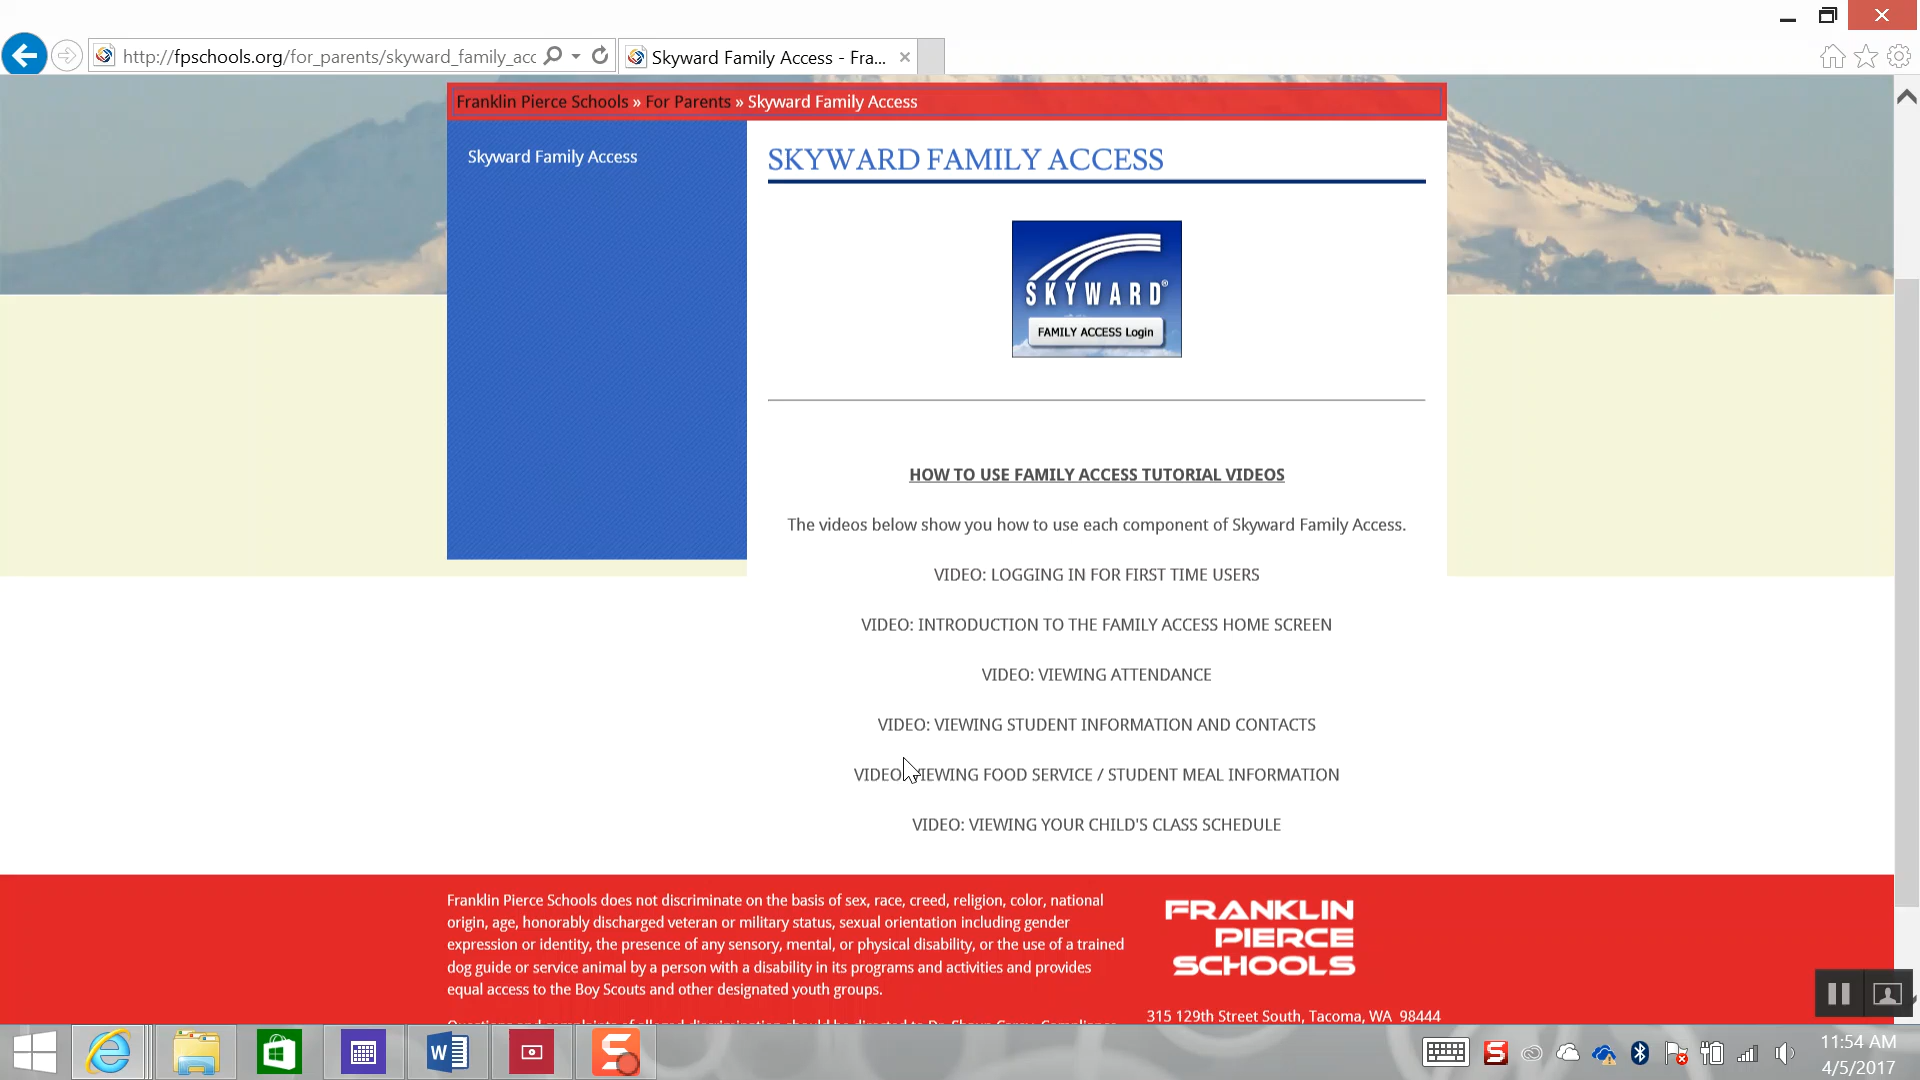 http://fpschools.org/for_parents/skyward_family_acc
Skyward Family Access - Fra...
Franklin Pierce Schools » For Parents » Skyward Family Access
Skyward Family Access
SKYWARD FAMILY ACCESS
SKYWARD®
FAMILY ACCESS Login
HOW TO USE FAMILY ACCESS TUTORIAL VIDEOS
The videos below show you how to use each component of Skyward Family Access.
VIDEO: LOGGING IN FOR FIRST TIME USERS
VIDEO: INTRODUCTION TO THE FAMILY ACCESS HOME SCREEN
VIDEO: VIEWING ATTENDANCE
VIDEO: VIEWING STUDENT INFORMATION AND CONTACTS
VIDEO: VIEWING FOOD SERVICE / STUDENT MEAL INFORMATION
VIDEO: VIEWING YOUR CHILD'S CLASS SCHEDULE
Franklin Pierce Schools does not discriminate on the basis of sex, race, creed, religion, color, national
origin, age, honorably discharged veteran or military status, sexual orientation including gender
expression or identity, the presence of any sensory, mental, or physical disability, or the use of a trained
dog guide or service animal by a person with a disability in its programs and activities and provides
equal access to the Boy Scouts and other designated youth groups.
FRANKLIN
PIERCE
SCHOOLS
315 129th Street South, Tacoma, WA 98444
11:54 AM
4/5/2017